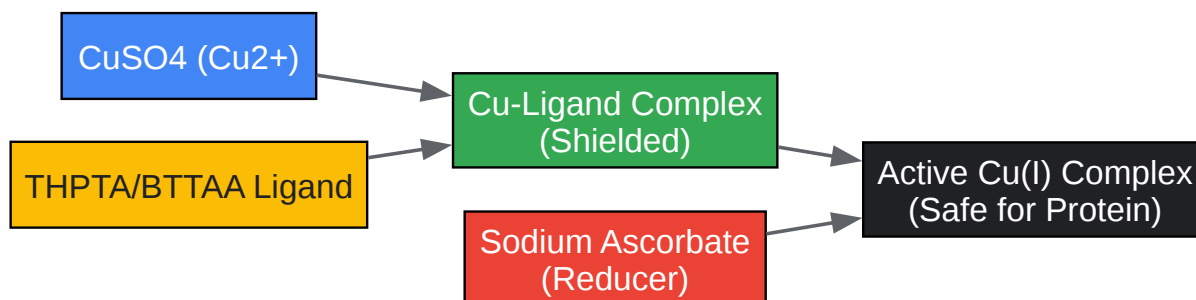 CuSO4 (Cu2+)
THPTA/BTTAA Ligand
Cu-Ligand Complex
(Shielded)
Sodium Ascorbate
(Reducer)
Active Cu(I) Complex
(Safe for Protein)